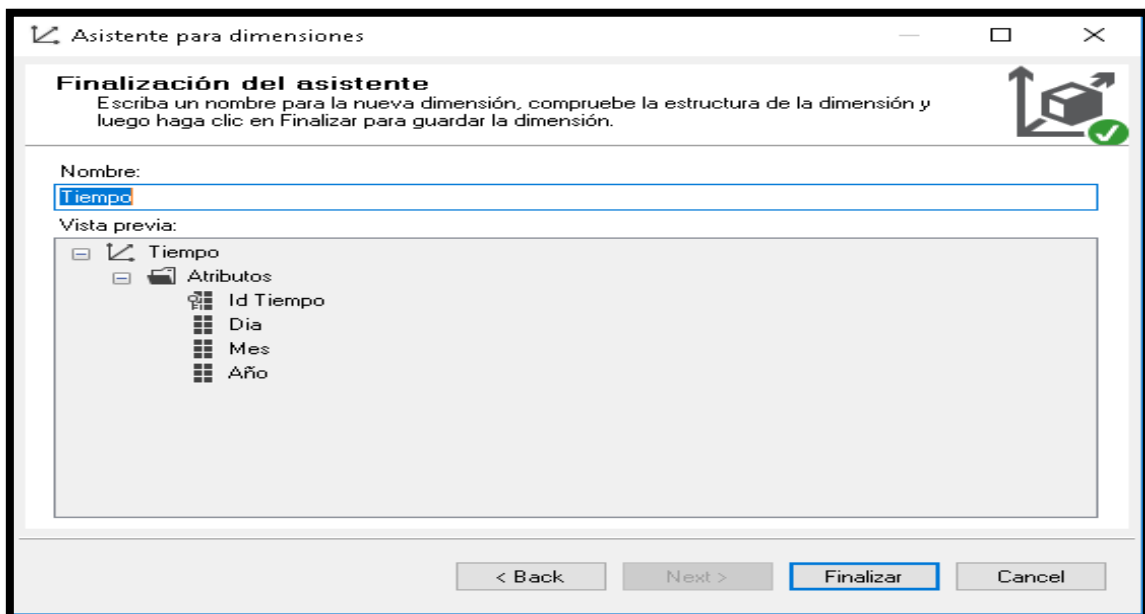 Asistente para dimensiones
Finalización del asistente
Escriba un nombre para la nueva dimensión, compruebe la estructura de la dimensión y
luego haga clic en Finalizar para guardar la dimensión.
Nombre:
Tiempo
Vista previa:
Tiempo
Atributos
Id Tiempo
Dia
Mes
Año
< Back Next > Finalizar Cancel